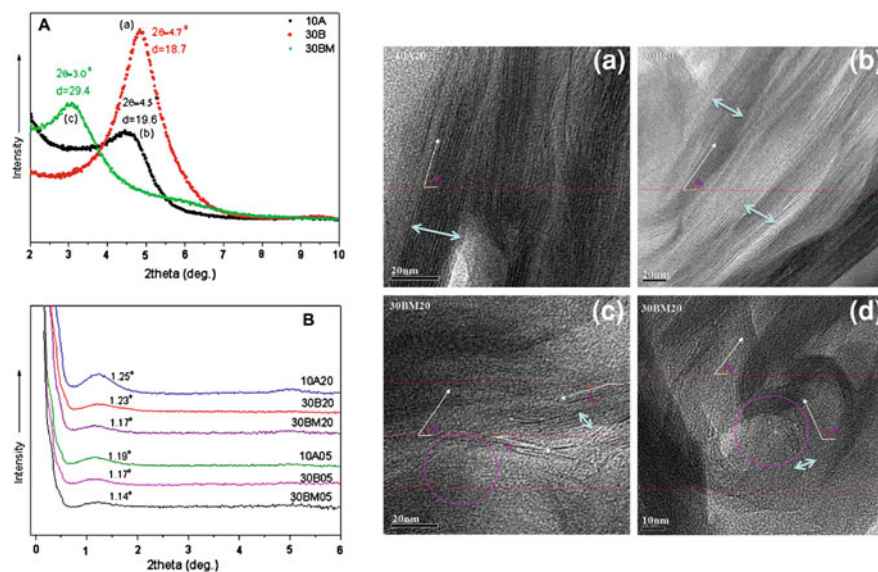 A
(a)
2θ=4.7°
d=18.7
10A
30B
30BM
2θ=3.0°
d=29.4
(c)
2θ=4.5
d=19.6
(b)
Intensity
2 3 4 5 6 7 8 9 10
2theta (deg.)
B
1.25°
10A20
1.23°
30B20
1.17°
30BM20
1.19°
10A05
1.17°
30B05
1.14°
30BM05
Intensity
0 1 2 3 4 5 6
2theta (deg.)
10A20
(a)
20nm
(b)
20nm
30BM20
(c)
20nm
30BM20
(d)
10nm